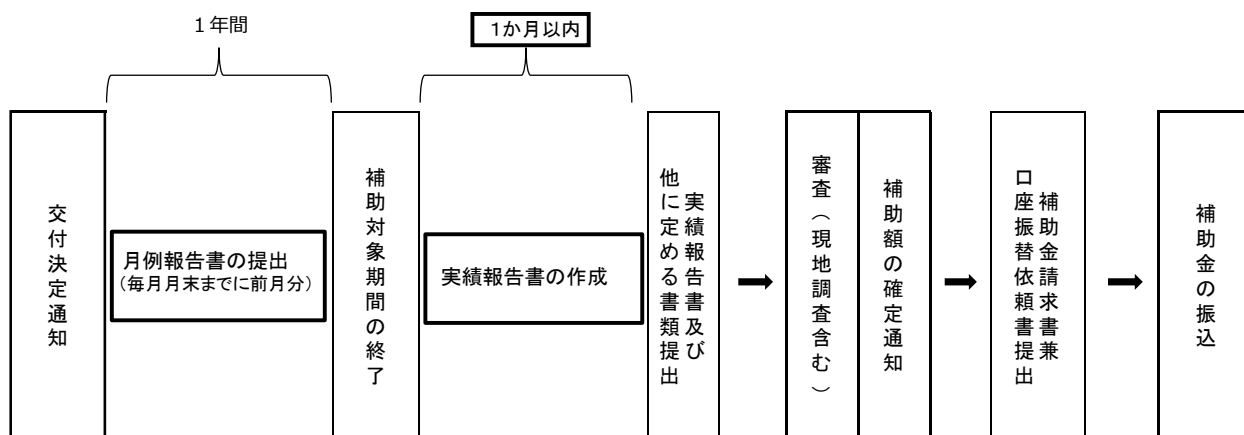 １年間
1か月以内
交付決定通知
月例報告書の提出
（毎月月末までに前月分）
補助対象期間の終了
実績報告書の作成
実績報告書及び
他に定める書類提出
審査（現地調査含む）
補助額の確定通知
補助金請求書兼
口座振替依頼書提出
補助金の振込